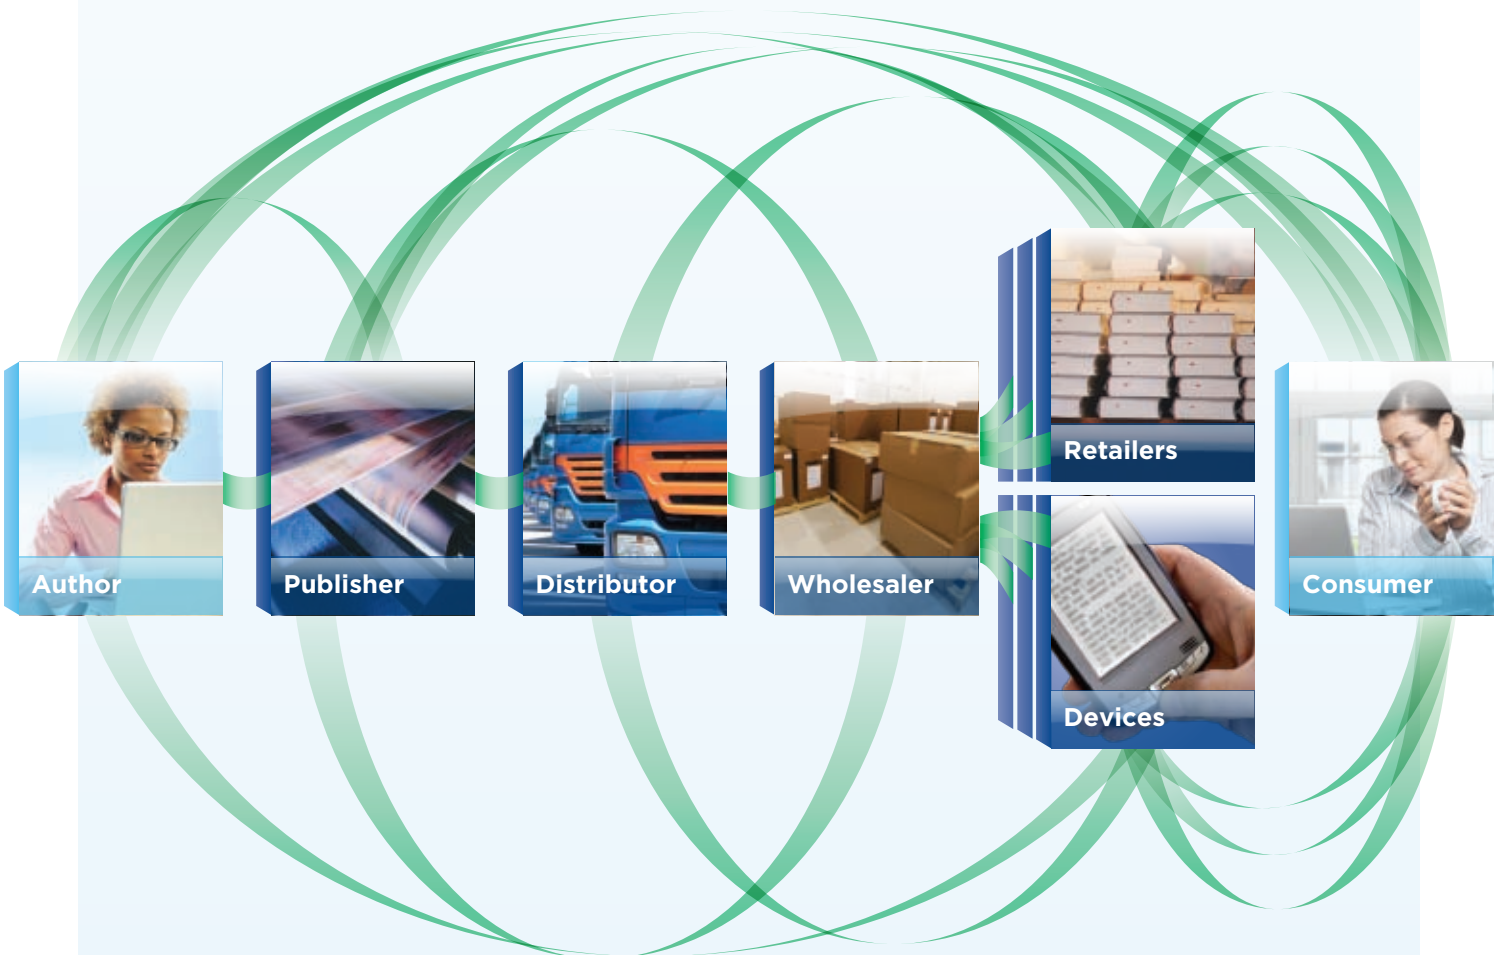 Author
Publisher
Distributor
Wholesaler
Retailers
Devices
Consumer